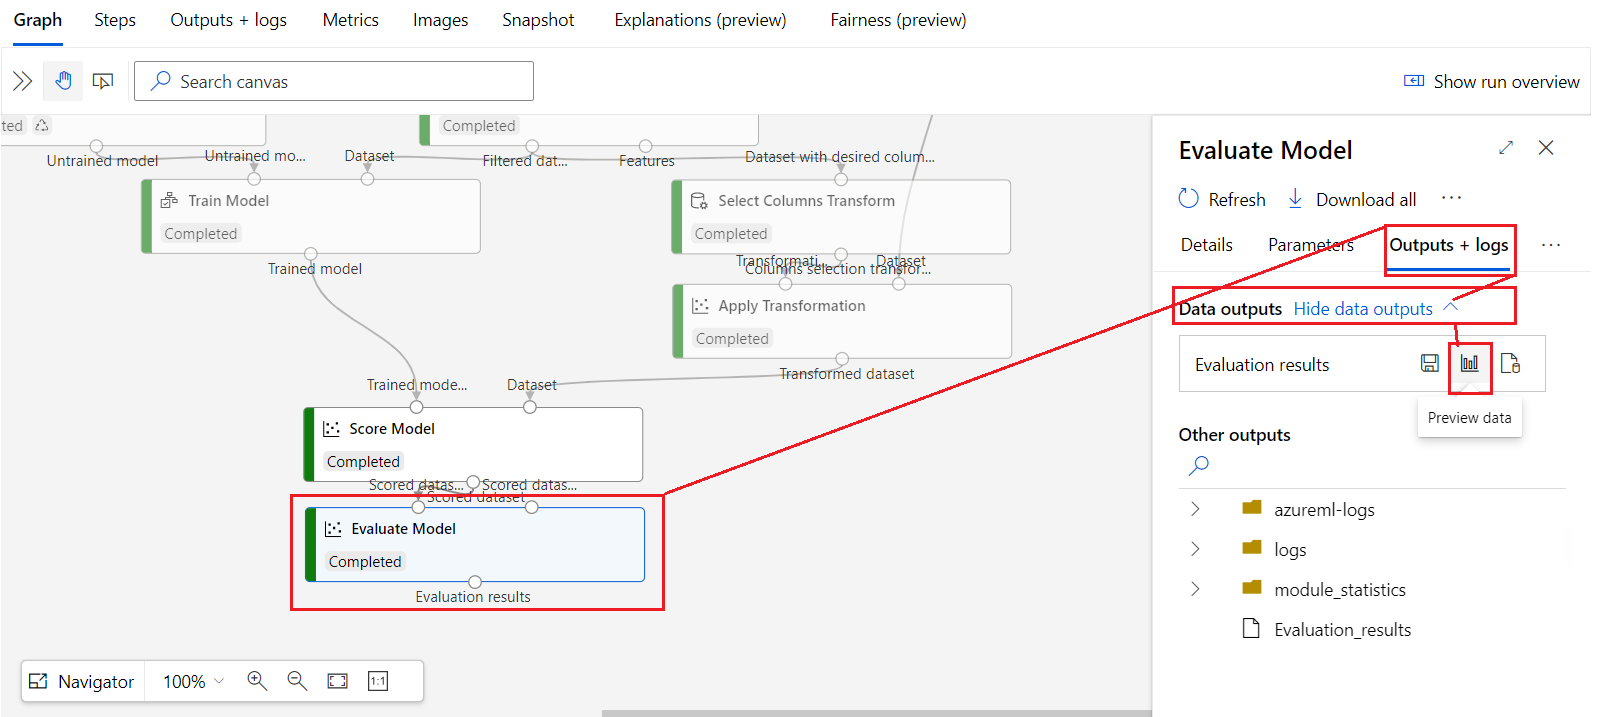 Graph Steps Outputs + logs Metrics Images Snapshot Explanations (preview) Fairness (preview)
Search canvas Show run overview
ted Completed
Untrained model Untrained mo... Dataset Filtered dat... Features Dataset with desired colum...
Train Model
Completed
Trained model
Select Columns Transform
Completed
Transformati... Dataset
Columns selection transfor...
Apply Transformation
Completed
Transformed dataset
Trained mode... Dataset
Score Model
Completed
Scored datas... Scored datas...
Scored dataset
Evaluate Model
Completed
Evaluation results
Navigator 100% 1:1
Evaluate Model
Refresh Download all ...
Details Parameters Outputs + logs ...
Data outputs Hide data outputs
Evaluation results
Preview data
Other outputs
azureml-logs
logs
module_statistics
Evaluation_results